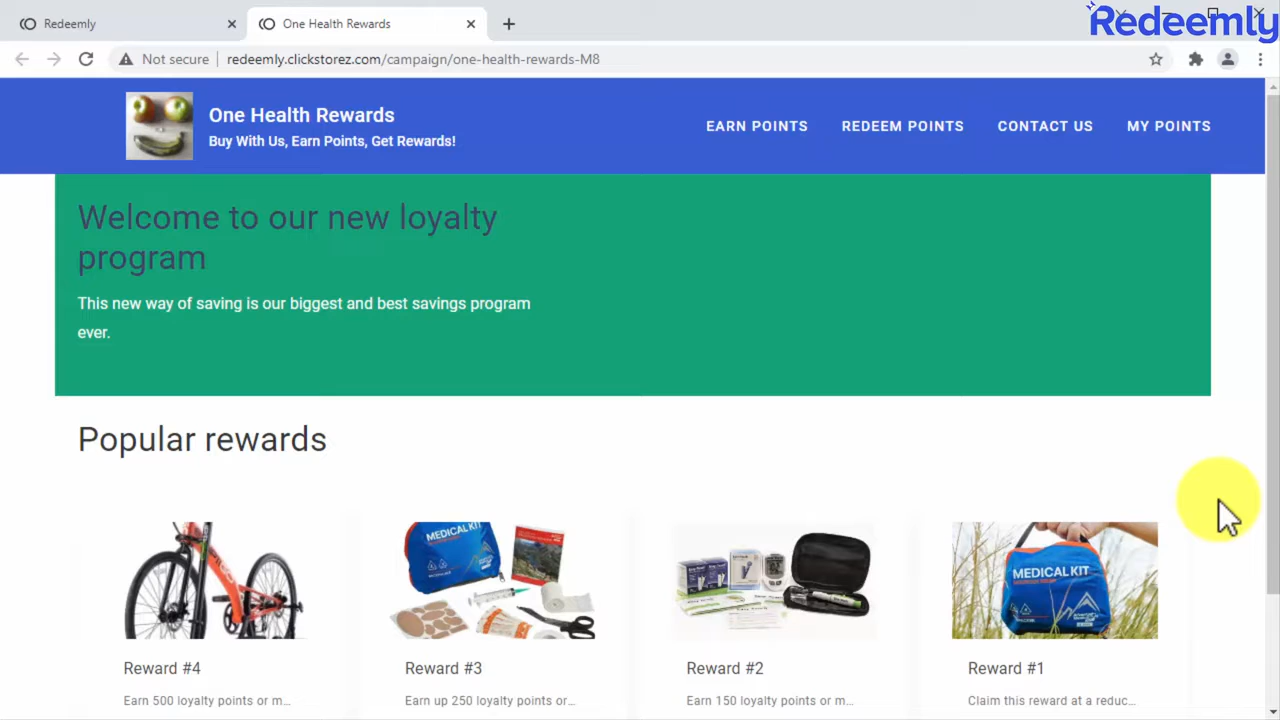 Redeemly
One Health Rewards
Redeemly
Not secure
redeemly.clickstorez.com/campaign/one-health-rewards-M8
One Health Rewards
Buy With Us, Earn Points, Get Rewards!
EARN POINTS
REDEEM POINTS
CONTACT US
MY POINTS
Welcome to our new loyalty
program
This new way of saving is our biggest and best savings program
ever.
Popular rewards
MEDICAL KIT
MEDICAL KIT
Reward #4
Reward #3
Reward #2
Reward #1
Earn 500 loyalty points or m...
Earn up 250 loyalty points or...
Earn 150 loyalty points or m...
Claim this reward at a reduc...